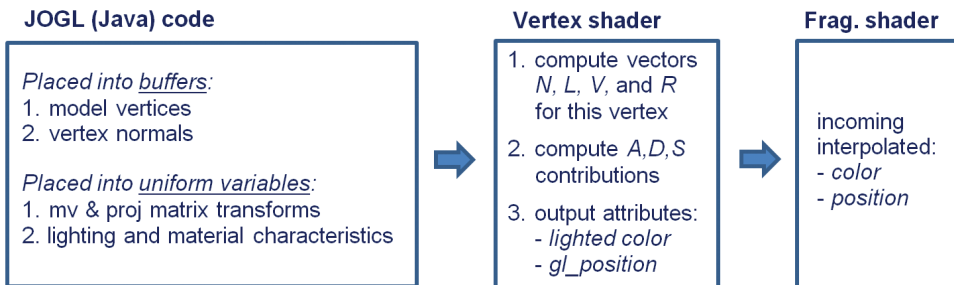 JOGL (Java) code
Placed into buffers:
1. model vertices
2. vertex normals
Placed into uniform variables:
1. mv & proj matrix transforms
2. lighting and material characteristics
Vertex shader
1. compute vectors
N, L, V, and R
for this vertex
2. compute A,D,S
contributions
3. output attributes:
- lighted color
- gl_position
Frag. shader
incoming
interpolated:
- color
- position